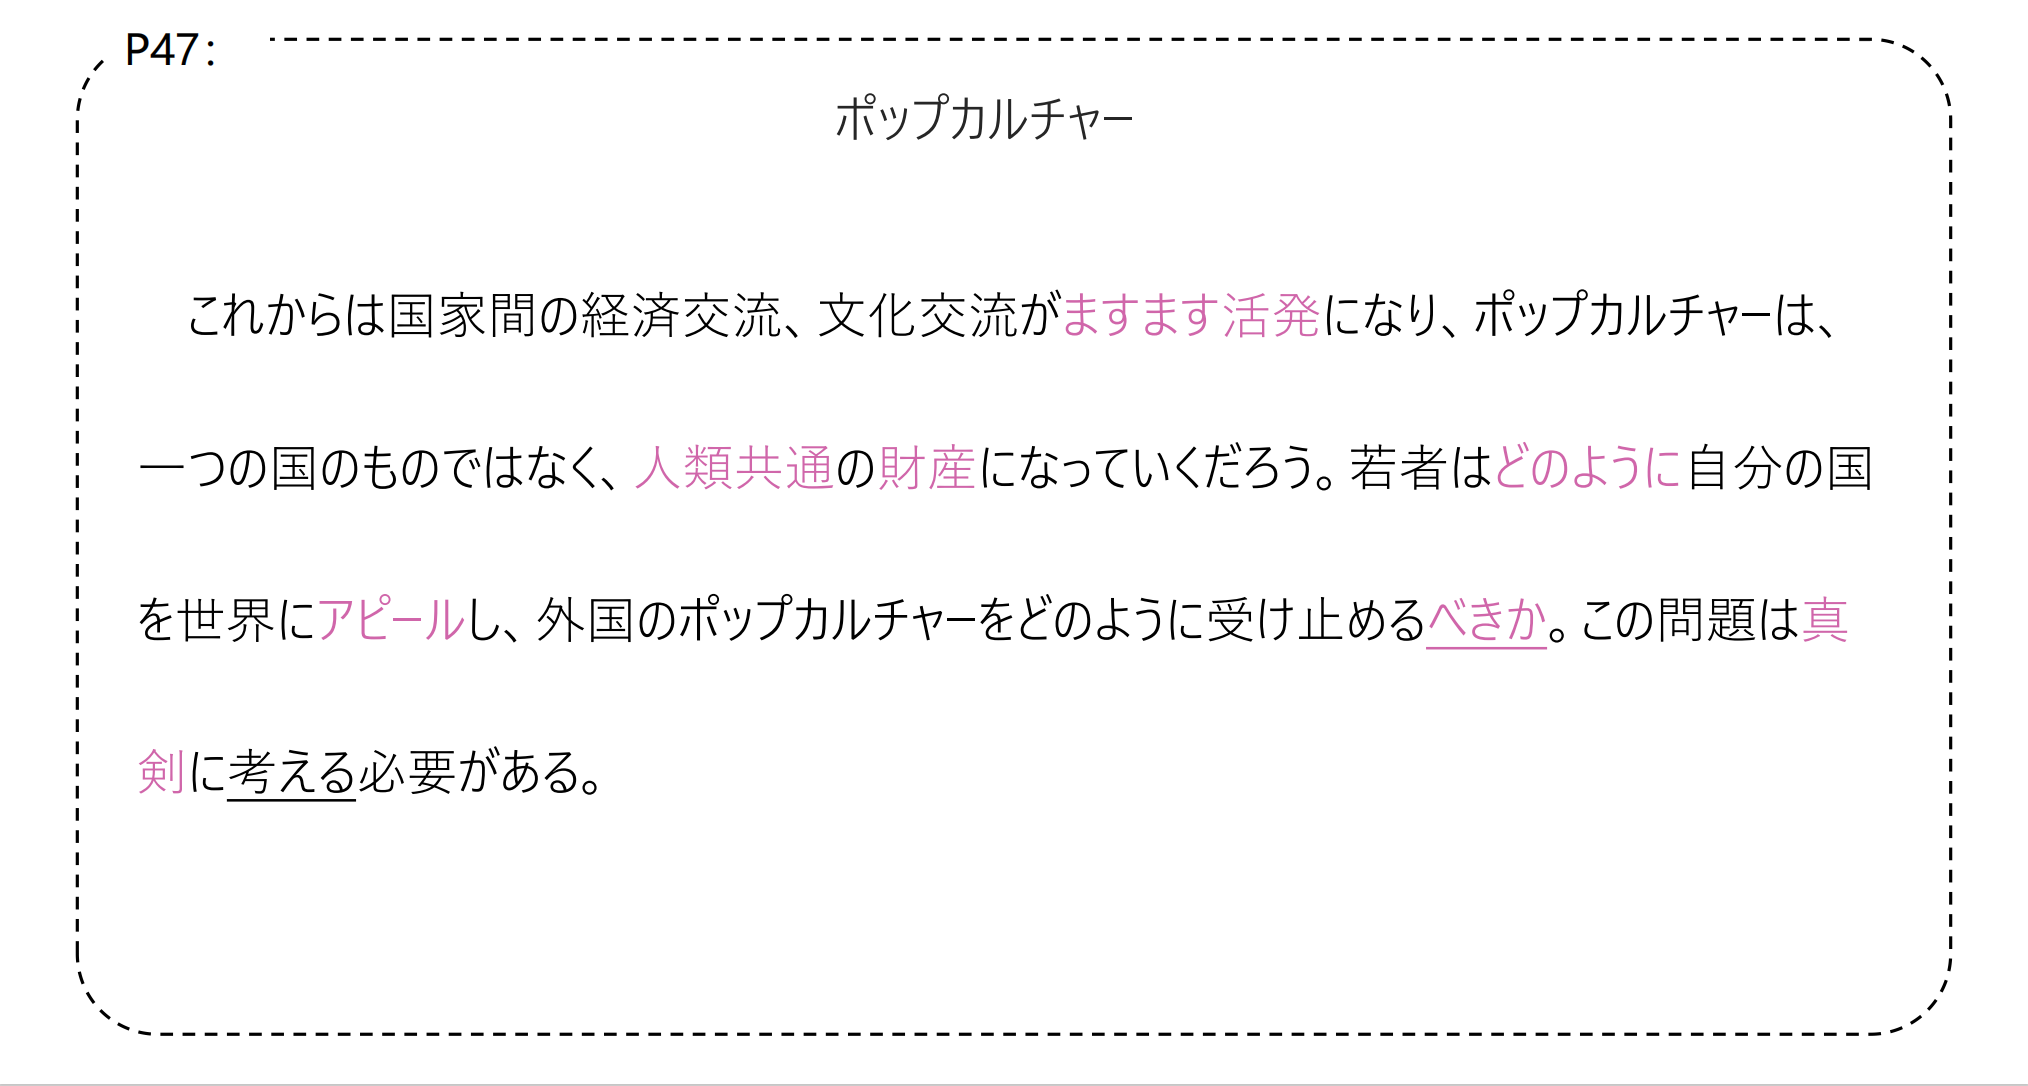 P47：
ポップカルチャー
これからは国家間の経済交流、文化交流がますます活発になり、ポップカルチャーは、
一つの国のものではなく、人類共通の財産になっていくだろう。若者はどのように自分の国
を世界にアピールし、外国のポップカルチャーをどのように受け止めるべきか。この問題は真
剣に考える必要がある。